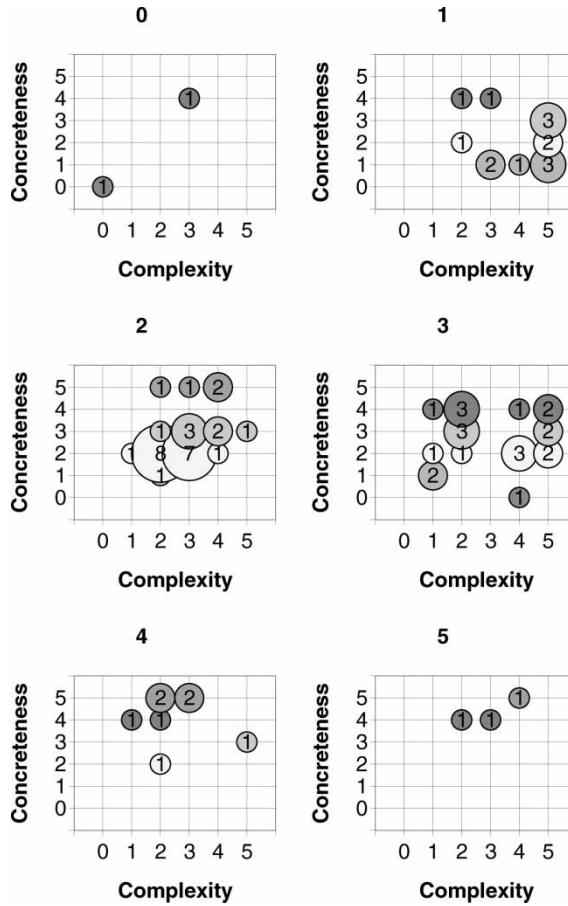 0 1
5
4 1
3
2
1
0 1
0 1 2 3 4 5
Complexity
Concreteness
5
4 1 1
3 3
2 1 2
1 2 1 3
0
0 1 2 3 4 5
Complexity
Concreteness
2 3
5 1 1 2
4
3 1 3 2 1
2 1 8 7 1
1 1
0
0 1 2 3 4 5
Complexity
Concreteness
5
4 1 3 1 2
3 3 2
2 1 1 3 2
1 2
0 1
0 1 2 3 4 5
Complexity
Concreteness
4 5
5 2 2
4 1 1
3 1
2 1
1
0
0 1 2 3 4 5
Complexity
Concreteness
5 1
4 1 1
3
2
1
0
0 1 2 3 4 5
Complexity
Concreteness